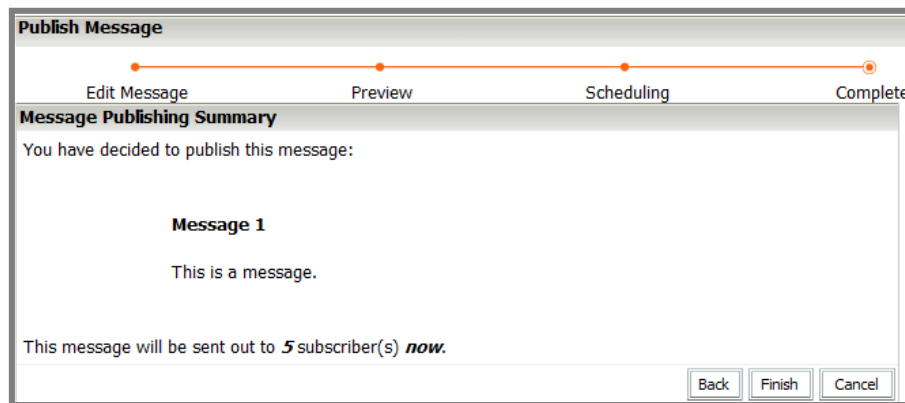 Publish Message
Edit Message Preview Scheduling Complete
Message Publishing Summary
You have decided to publish this message:
Message 1
This is a message.
This message will be sent out to 5 subscriber(s) now.
Back Finish Cancel